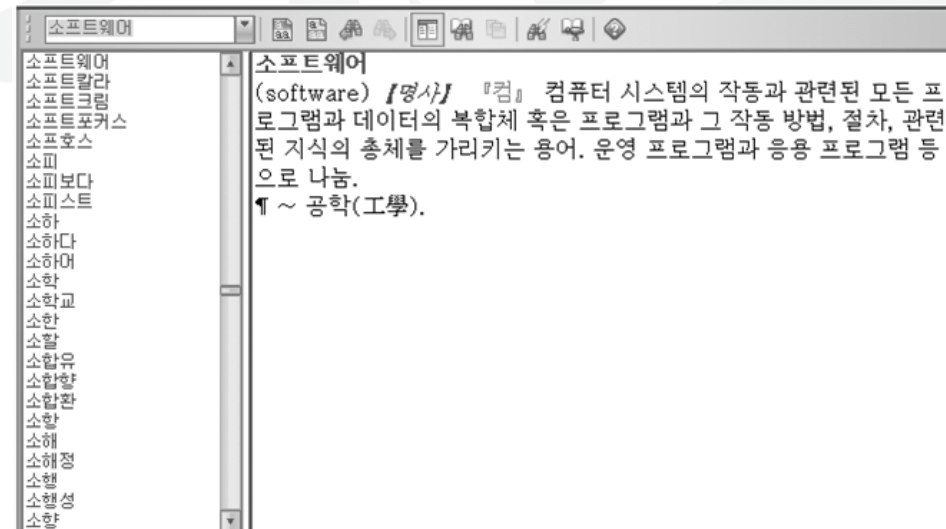 소프트웨어
소프트웨어
소프트칼라
소프트크림
소프트포커스
소프호스
소피
소피보다
소피스트
소하
소하다
소하어
소학
소학교
소한
소할
소합유
소합향
소합환
소항
소해
소해정
소행
소행성
소향
소프트웨어
(software) 【명사】 『컴』 컴퓨터 시스템의 작동과 관련된 모든 프
로그램과 데이터의 복합체 혹은 프로그램과 그 작동 방법, 절차, 관련
된 지식의 총체를 가리키는 용어. 운영 프로그램과 응용 프로그램 등
으로 나눔.
¶ ~ 공학(工學).